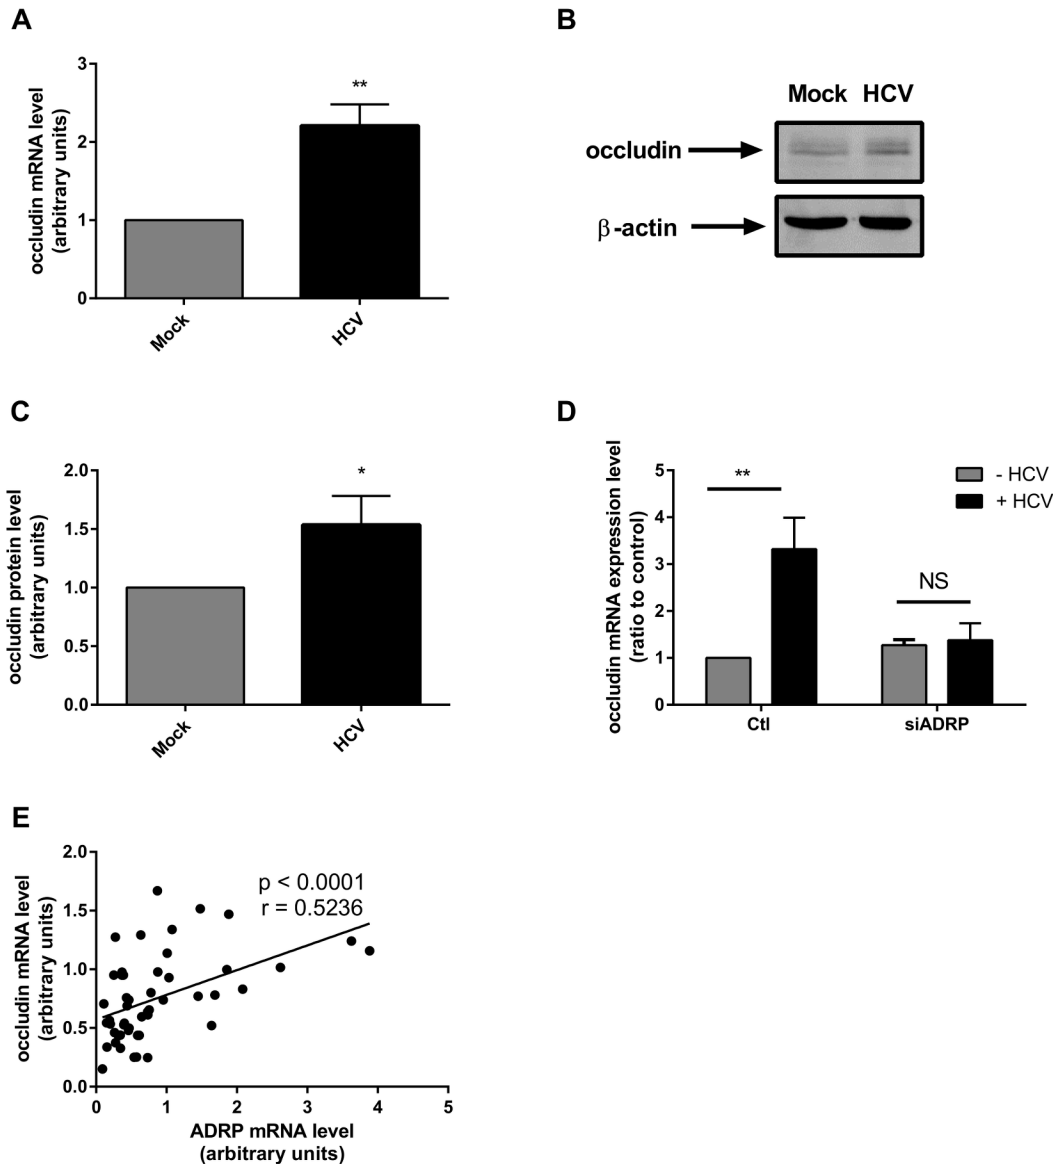 A
occludin mRNA level
(arbitrary units)
3
2
1
0
**
Mock
HCV
B
Mock HCV
occludin
β-actin
C
occludin protein level
(arbitrary units)
2.0
1.5
1.0
0.5
0.0
*
Mock
HCV
D
occludin mRNA expression level
(ratio to control)
5
4
3
2
1
0
**
NS
- HCV
+ HCV
Ctl
siADRP
E
occludin mRNA level
(arbitrary units)
2.0
1.5
1.0
0.5
0.0
p < 0.0001
r = 0.5236
0 1 2 3 4 5
ADRP mRNA level
(arbitrary units)